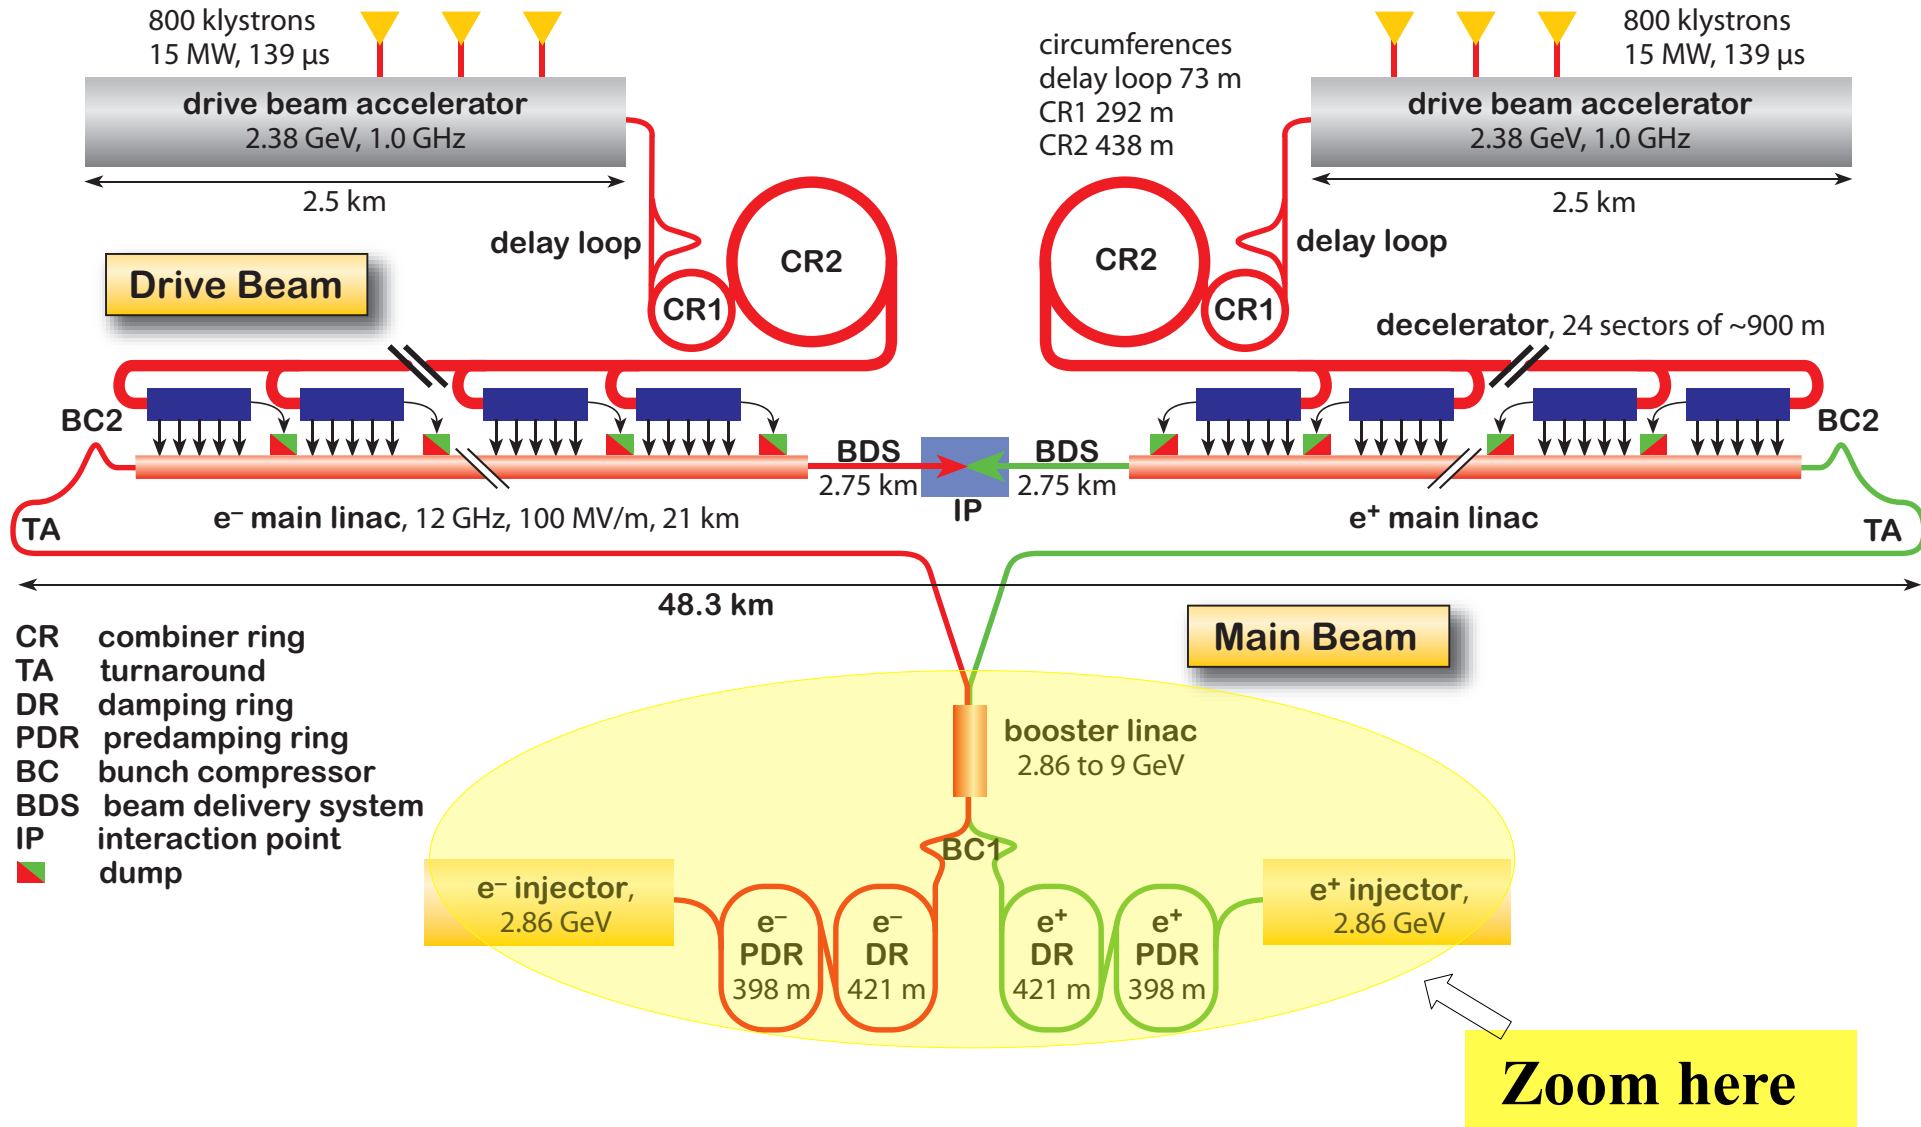 800 klystrons
15 MW, 139 µs
drive beam accelerator
2.38 GeV, 1.0 GHz
2.5 km
circumferences
delay loop 73 m
CR1 292 m
CR2 438 m
800 klystrons
15 MW, 139 µs
drive beam accelerator
2.38 GeV, 1.0 GHz
2.5 km
delay loop
CR2
CR1
Drive Beam
CR2
delay loop
CR1
decelerator, 24 sectors of ~900 m
BC2
BDS
2.75 km
IP
BDS
2.75 km
BC2
TA
e⁻ main linac, 12 GHz, 100 MV/m, 21 km
e⁺ main linac
TA
48.3 km
Main Beam
CR combiner ring
TA turnaround
DR damping ring
PDR predamping ring
BC bunch compressor
BDS beam delivery system
IP interaction point
dump
booster linac
2.86 to 9 GeV
BC1
e⁻ injector,
2.86 GeV
e⁻
PDR
398 m
e⁻
DR
421 m
e⁺
DR
421 m
e⁺
PDR
398 m
e⁺ injector,
2.86 GeV
Zoom here